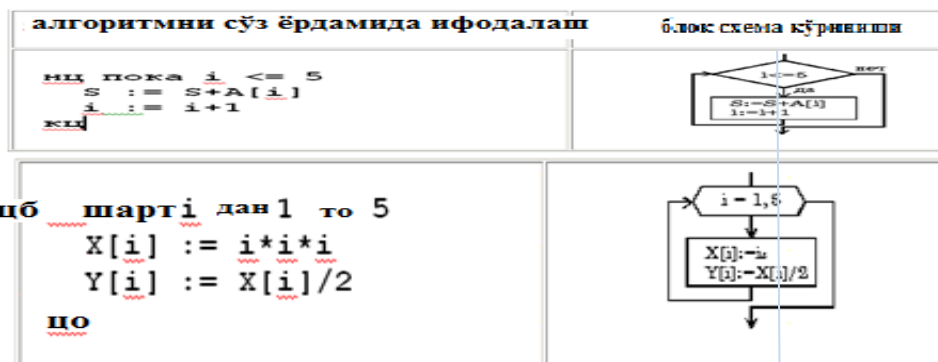 алгоритмни сўз ёрдамида ифодалаш
блок схема кўриниши
нц пока i <= 5
S := S+A[i]
i := i+1
кц
i<=5
нет
да
S:=S+A[i]
i:=i+1
цб шарт i дан 1 то 5
X[i] := i*i*i
Y[i] := X[i]/2
цо
i = 1,5
Y[i]:=X[i]/2